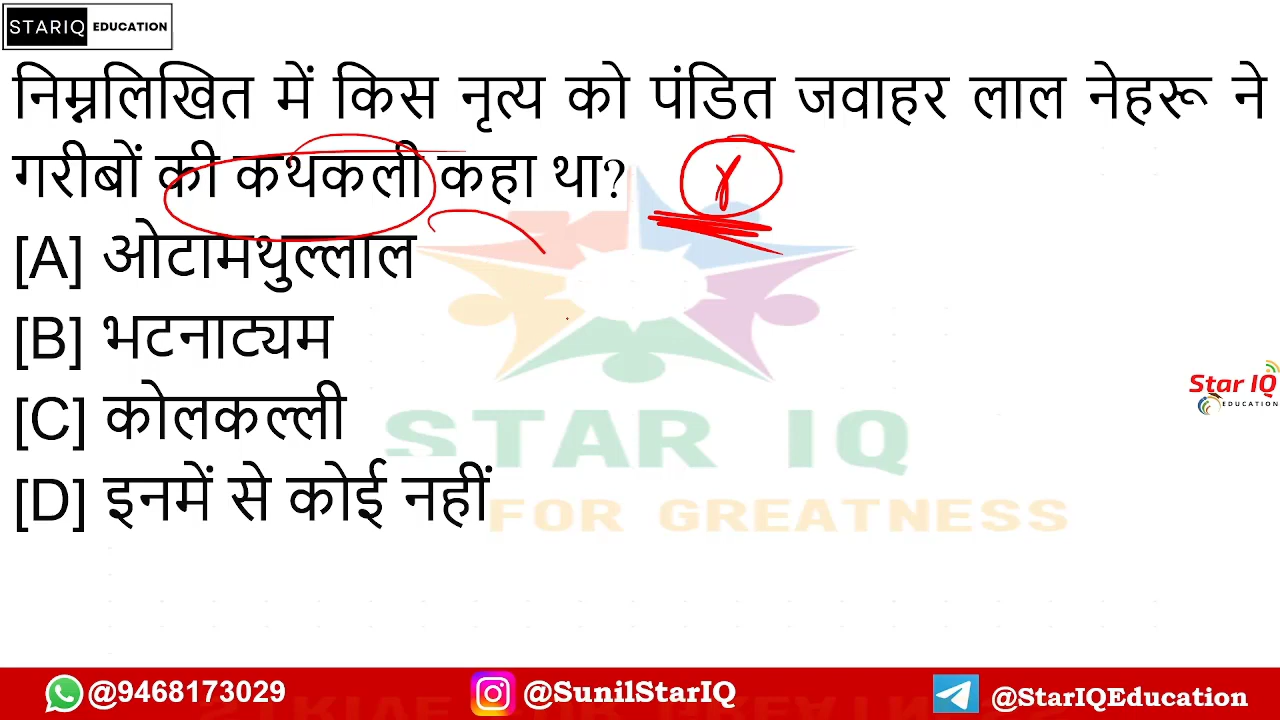 STARIQ EDUCATION
निम्नलिखित में किस नृत्य को पंडित जवाहर लाल नेहरू ने
गरीबों की कथकली कहा था?
[A] ओटामथुल्लाल
[B] भटनाट्यम
[C] कोलकल्ली
[D] इनमें से कोई नहीं
Star IQ
EDUCATION
STAR IQ
FOR GREATNESS
@9468173029 @SunilStarIQ @StarIQEducation